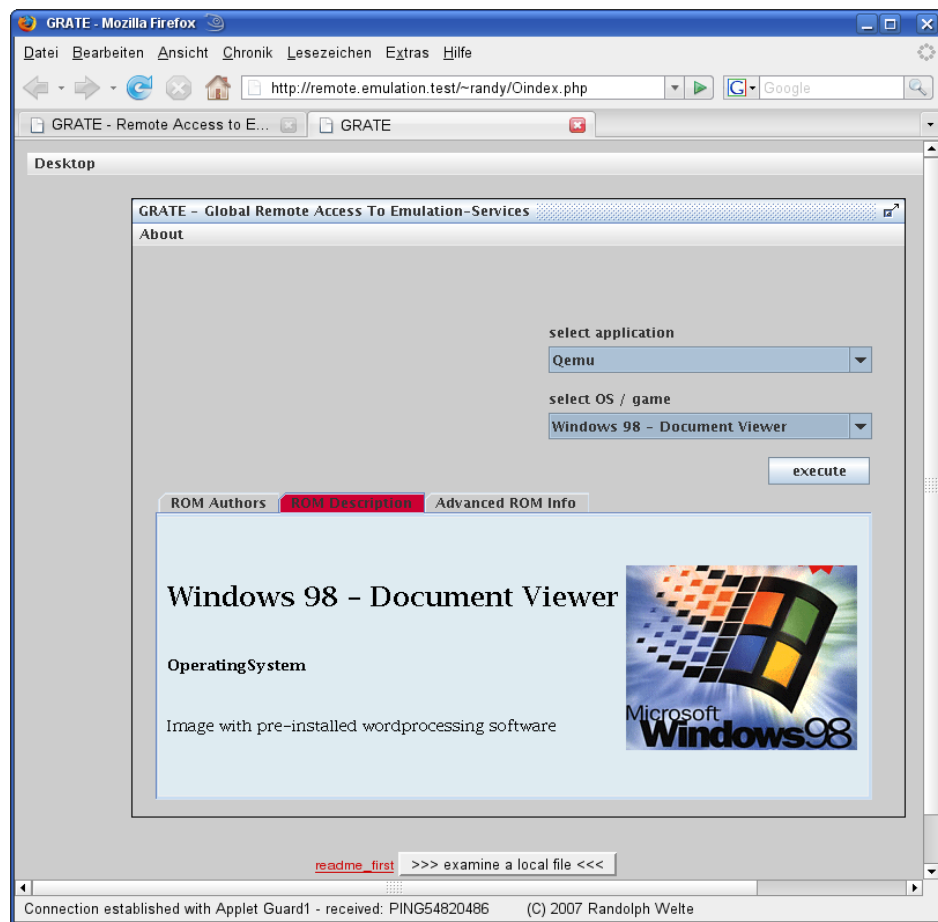 GRATE - Mozilla Firefox
Datei Bearbeiten Ansicht Chronik Lesezeichen Extras Hilfe
http://remote.emulation.test/~randy/Oindex.php
G Google
GRATE - Remote Access to E...
GRATE
Desktop
GRATE - Global Remote Access To Emulation-Services
About
select application
Qemu
select OS / game
Windows 98 - Document Viewer
execute
ROM Authors ROM Description Advanced ROM Info
Windows 98 - Document Viewer
OperatingSystem
Image with pre-installed wordprocessing software
Microsoft
Windows98
readme_first >>> examine a local file <<<
Connection established with Applet Guard1 - received: PING54820486 (C) 2007 Randolph Welte